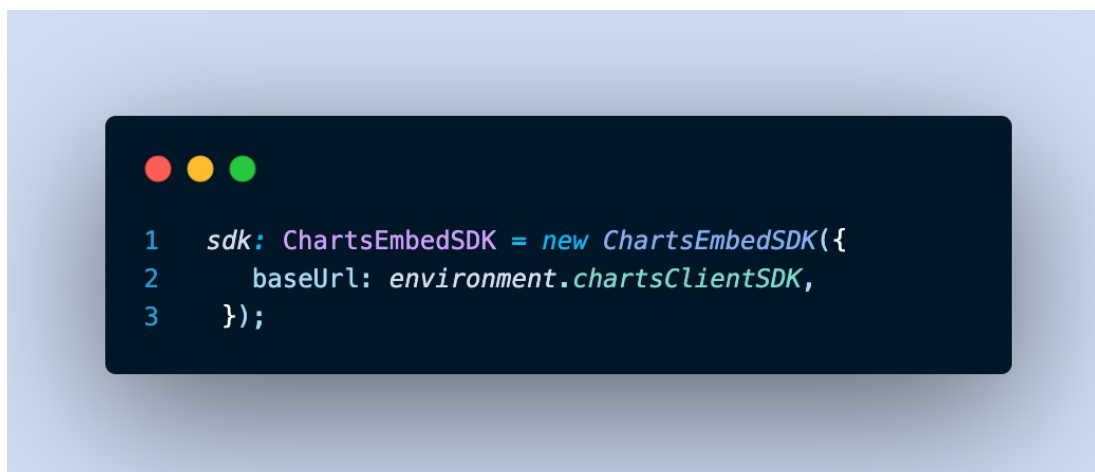 1 sdk: ChartsEmbedSDK = new ChartsEmbedSDK({
2 baseUrl: environment.chartsClientSDK,
3 });